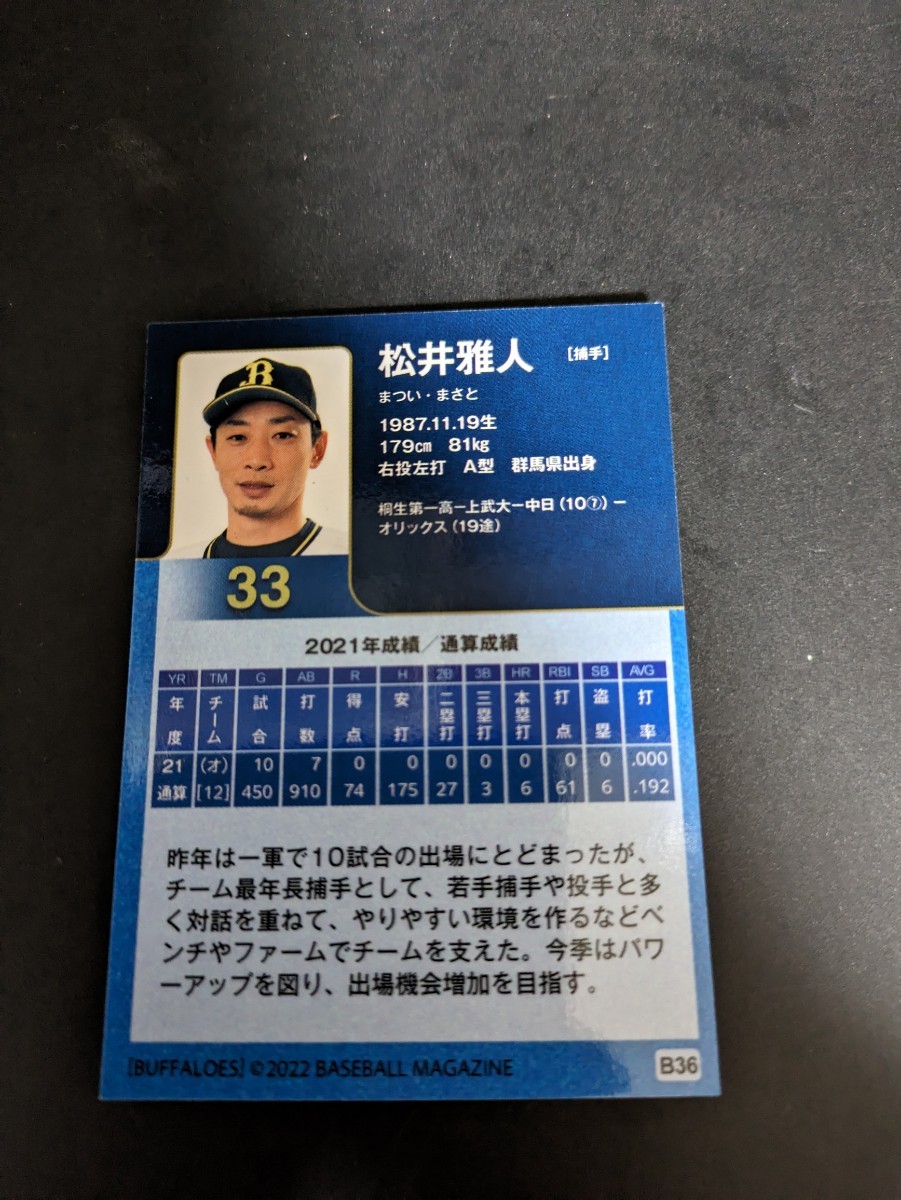 松井雅人 [捕手]
まつい・まさと
1987.11.19生
179cm 81kg
右投左打 A型 群馬県出身
桐生第一高ー上武大ー中日(10⑦)ー
オリックス(19途)
B
33
2021年成績/通算成績
YR TM G AB R H 2B 3B HR RBI SB AVG
年度 チーム 試合 打数 得点 安打 二塁打 三塁打 本塁打 打点 盗塁 打率
21 (オ) 10 7 0 0 0 0 0 0 0 .000
通算 [12] 450 910 74 175 27 3 6 61 6 .192
昨年は一軍で10試合の出場にとどまったが、
チーム最年長捕手として、若手捕手や投手と多
く対話を重ねて、やりやすい環境を作るなどベ
ンチやファームでチームを支えた。今季はパワ
ーアップを図り、出場機会増加を目指す。
[BUFFALOES] ©2022 BASEBALL MAGAZINE B36